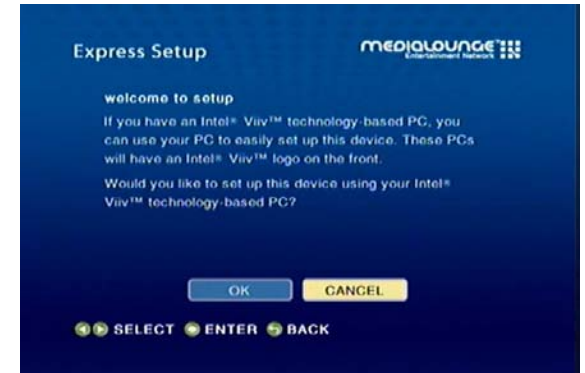 Express Setup
MEDIALOUNGE™
Entertainment Network
welcome to setup
If you have an Intel® Viiv™ technology-based PC, you
can use your PC to easily set up this device. These PCs
will have an Intel® Viiv™ logo on the front.
Would you like to set up this device using your Intel®
Viiv™ technology-based PC?
OK CANCEL
SELECT ENTER BACK